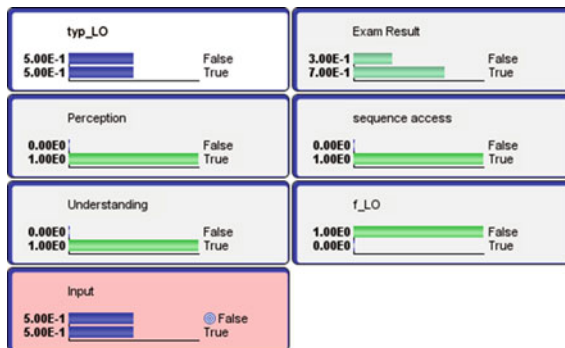 typ_LO
5.00E-1 False
5.00E-1 True
Exam Result
3.00E-1 False
7.00E-1 True
Perception
0.00E0 False
1.00E0 True
sequence access
0.00E0 False
1.00E0 True
Understanding
0.00E0 False
1.00E0 True
f_LO
1.00E0 False
0.00E0 True
Input
5.00E-1 False
5.00E-1 True